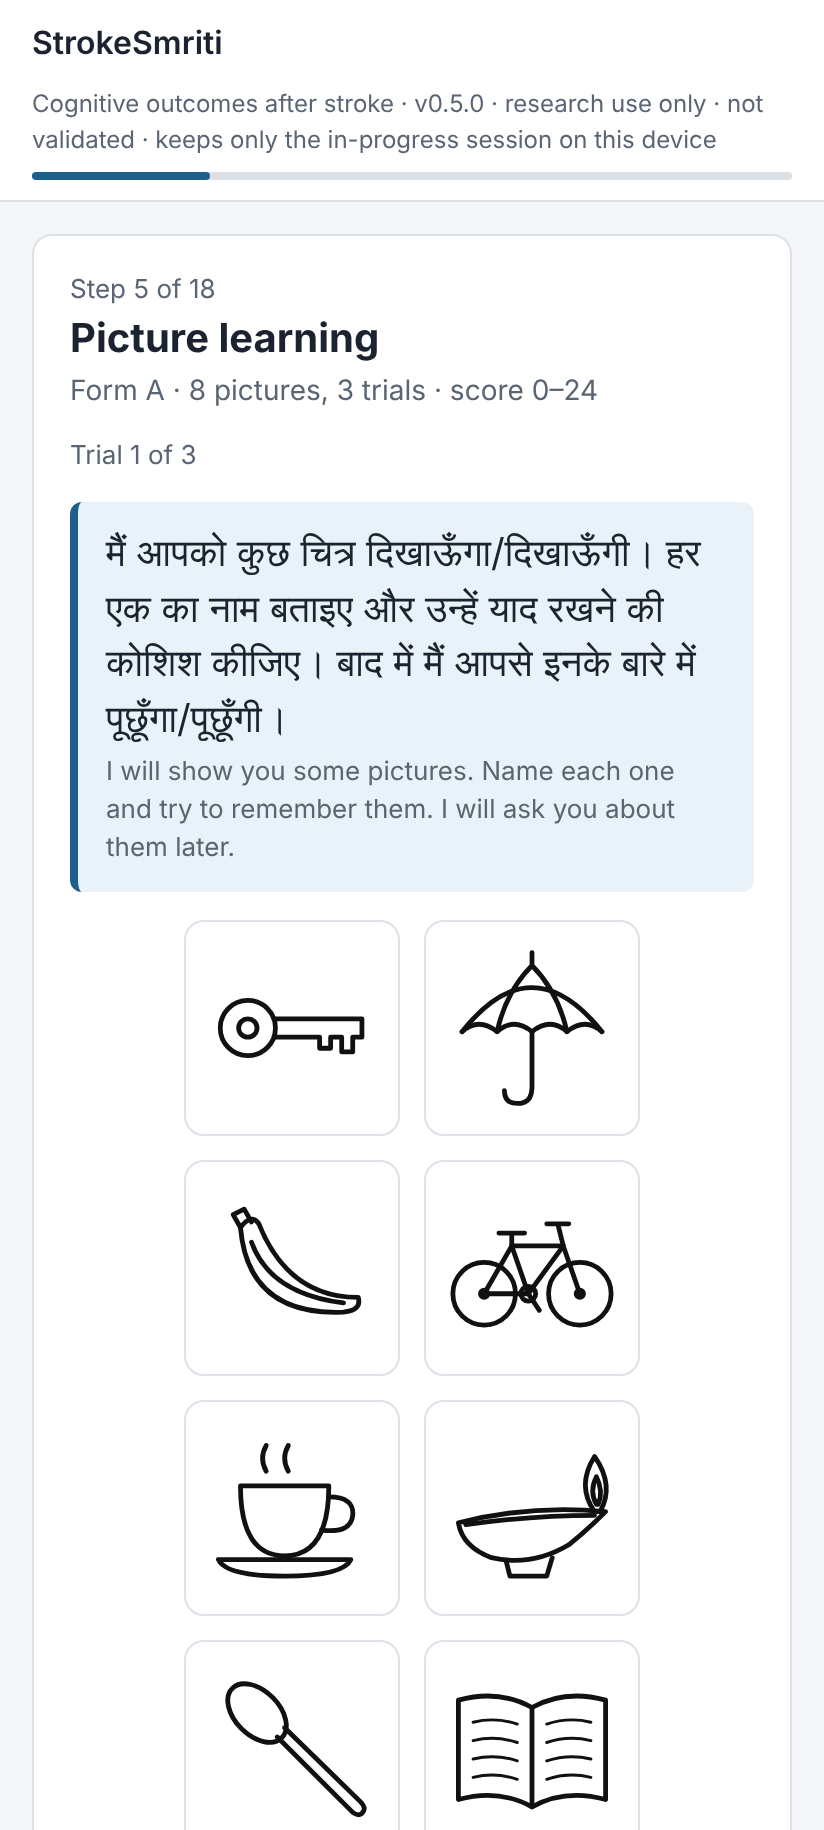 StrokeSmriti
Cognitive outcomes after stroke · v0.5.0 · research use only · not
validated · keeps only the in-progress session on this device
Step 5 of 18
Picture learning
Form A · 8 pictures, 3 trials · score 0–24
Trial 1 of 3
मैं आपको कुछ चित्र दिखाऊँगा/दिखाऊँगी। हर
एक का नाम बताइए और उन्हें याद रखने की
कोशिश कीजिए। बाद में मैं आपसे इनके बारे में
पूछूँगा/पूछूँगी।
I will show you some pictures. Name each one
and try to remember them. I will ask you about
them later.